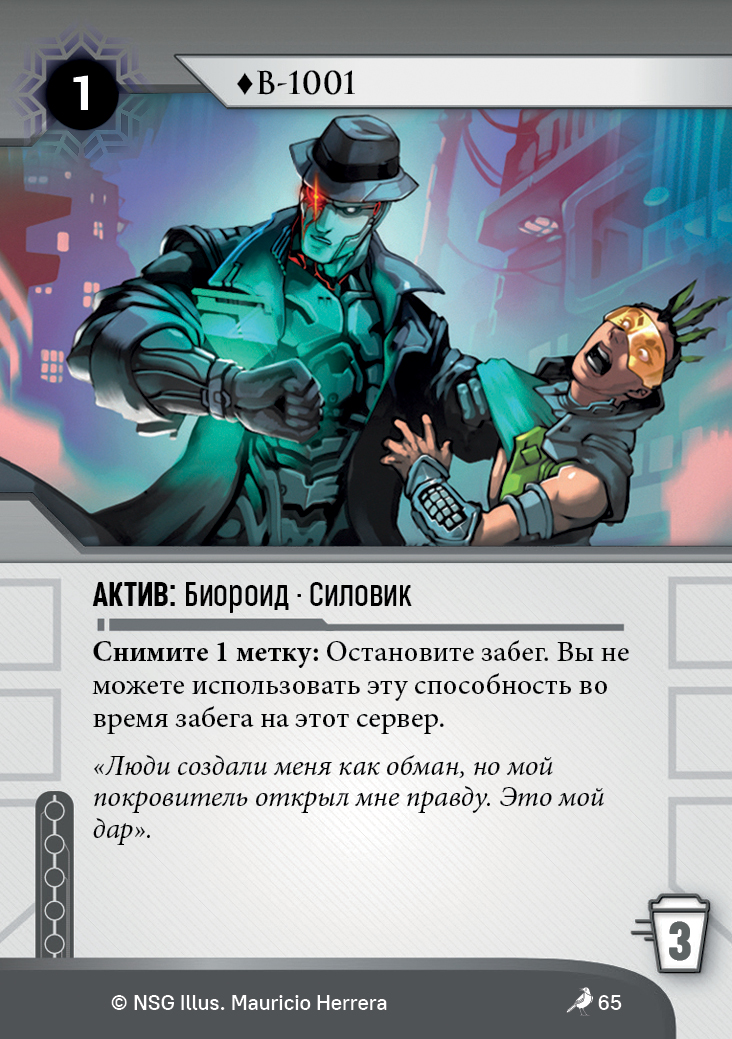 1
♦B-1001
АКТИВ: Биороид · Силовик
Снимите 1 метку: Остановите забег. Вы не
можете использовать эту способность во
время забега на этот сервер.
«Люди создали меня как обман, но мой
покровитель открыл мне правду. Это мой
дар».
3
© NSG Illus. Mauricio Herrera
65